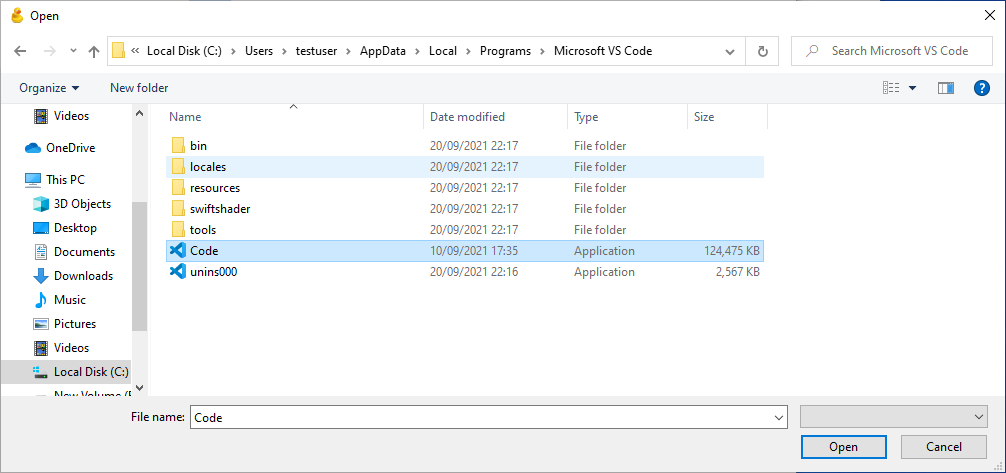 Open
« Local Disk (C:) > Users > testuser > AppData > Local > Programs > Microsoft VS Code
Search Microsoft VS Code
Organize
New folder
Videos
OneDrive
This PC
3D Objects
Desktop
Documents
Downloads
Music
Pictures
Videos
Local Disk (C:)
New Volume (
Name Date modified Type Size
bin 20/09/2021 22:17 File folder
locales 20/09/2021 22:17 File folder
resources 20/09/2021 22:17 File folder
swiftshader 20/09/2021 22:17 File folder
tools 20/09/2021 22:17 File folder
Code 10/09/2021 17:35 Application 124,475 KB
unins000 20/09/2021 22:16 Application 2,567 KB
File name: Code
Open Cancel